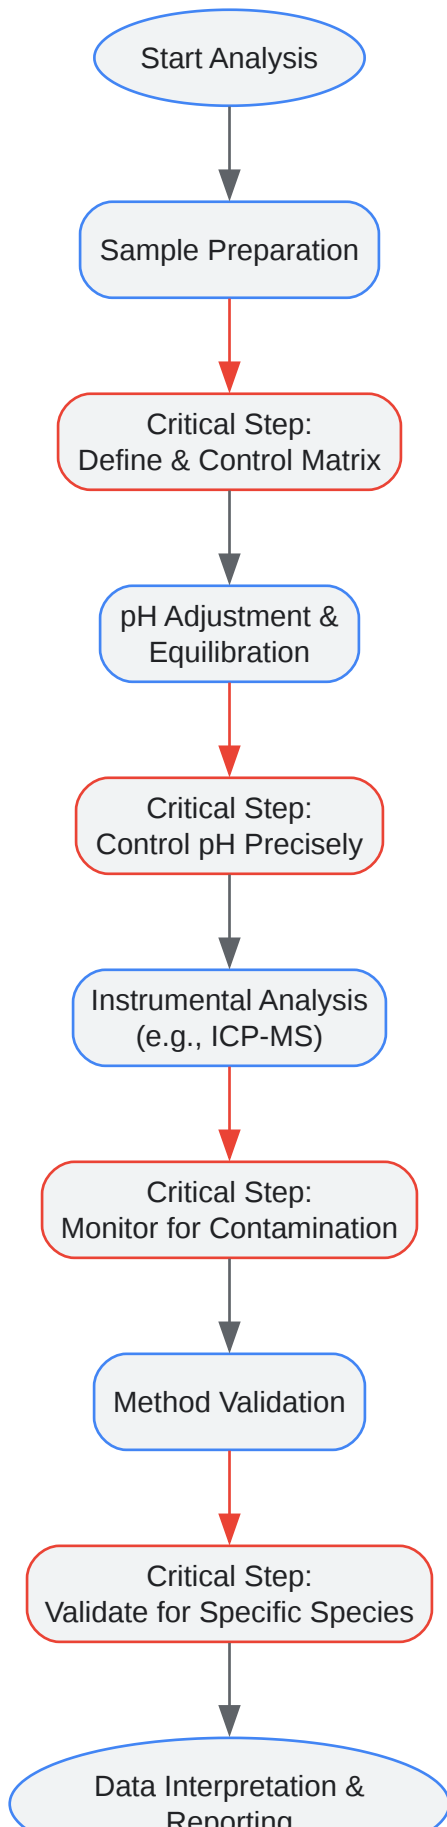 Start Analysis
Sample Preparation
Critical Step:
Define & Control Matrix
pH Adjustment &
Equilibration
Critical Step:
Control pH Precisely
Instrumental Analysis
(e.g., ICP-MS)
Critical Step:
Monitor for Contamination
Method Validation
Critical Step:
Validate for Specific Species
Data Interpretation &
Reporting